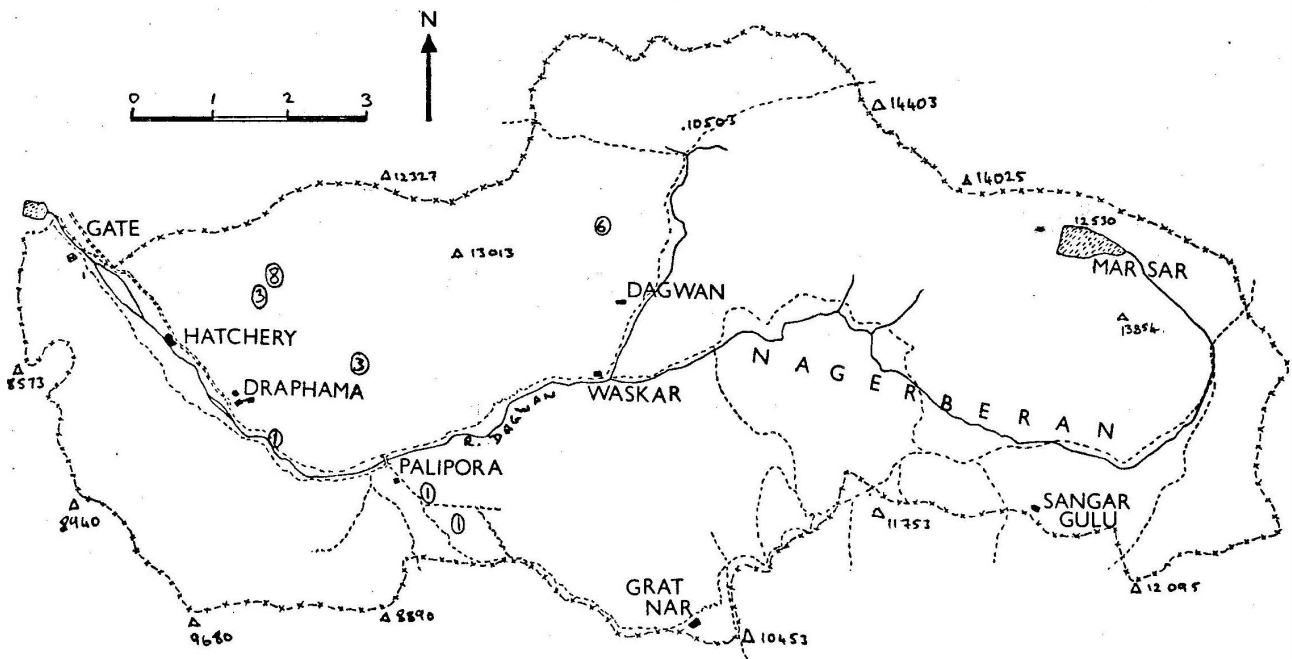 N
0 1 2 3
△ 14403
.10503
△ 12327
△ 14025
GATE
12530
⑥
△ 13013
MAR SAR
⑧
③
DAGWAN
△
13854.
HATCHERY
③
△
8573
DRAPHAMA
WASKAR
NAGERBERAN
R. DAGWAN
①
PALIPORA
①
①
△
8940
△ 11753
SANGAR
GULU
GRAT
NAR
△ 12095
△ 8890
△
9680
△ 10453